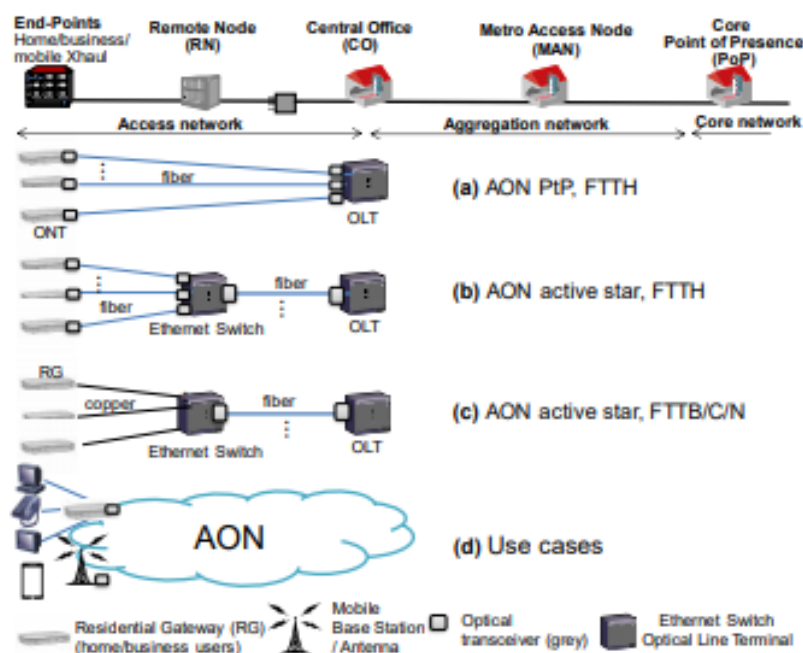 End-Points
Home/business/
mobile Xhaul
Remote Node
(RN)
Central Office
(CO)
Metro Access Node
(MAN)
Core
Point of Presence
(PoP)
Access network
Aggregation network
Core network
fiber
ONT
OLT
(a) AON PtP, FTTH
fiber
Ethernet Switch
fiber
OLT
(b) AON active star, FTTH
RG
copper
Ethernet Switch
fiber
OLT
(c) AON active star, FTTB/C/N
AON
(d) Use cases
Residential Gateway (RG)
(home/business users)
Mobile
Base Station
/ Antenna
Optical
transceiver (grey)
Ethernet Switch
Optical Line Terminal